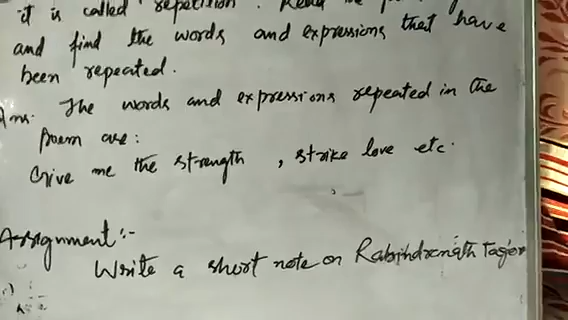 it is called 'repetition'. Read the
and find the words and expressions that have
been repeated.
Ans. The words and expressions repeated in the
Poem are:
Give me the strength , strike love etc.
Assignment:-
Write a short note on Rabindranath Tagore